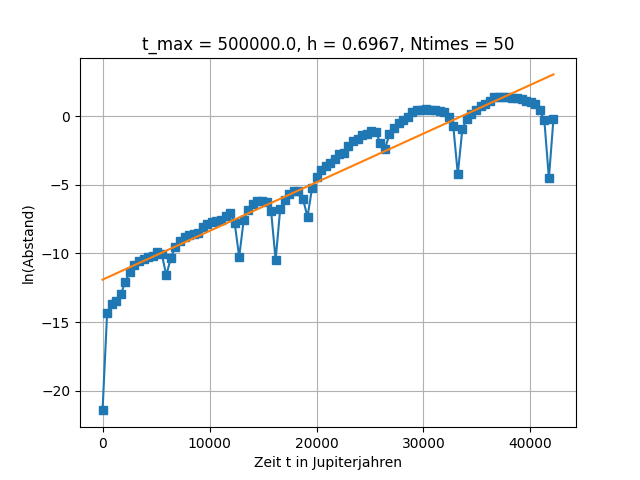 t_max = 500000.0, h = 0.6967, Ntimes = 50
ln(Abstand)
0
−5
−10
−15
−20
0 10000 20000 30000 40000
Zeit t in Jupiterjahren